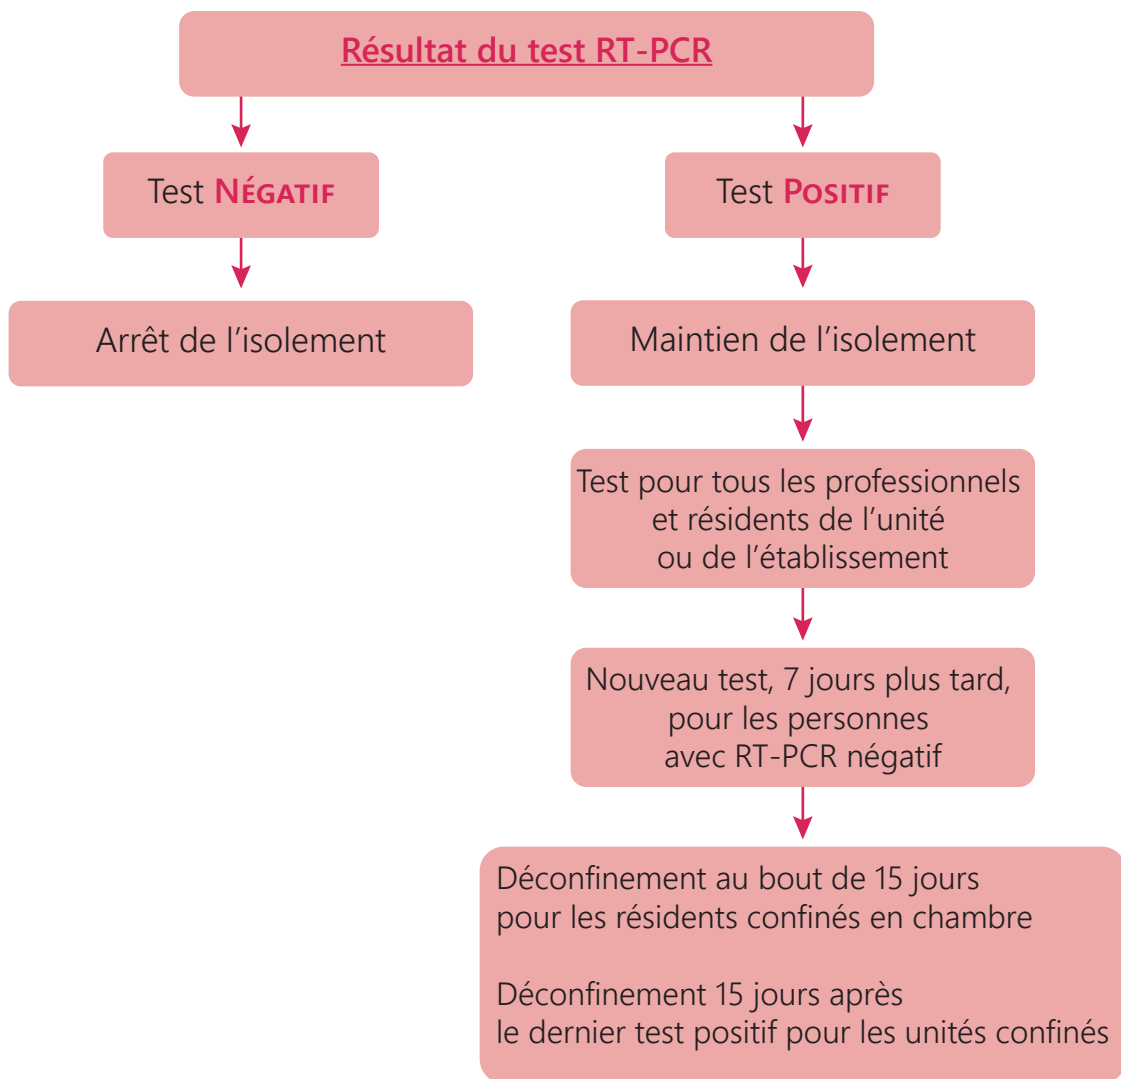 Résultat du test RT-PCR
Test NÉGATIF
Test POSITIF
Arrêt de l'isolement
Maintien de l'isolement
Test pour tous les professionnels
et résidents de l'unité
ou de l'établissement
Nouveau test, 7 jours plus tard,
pour les personnes
avec RT-PCR négatif
Déconfinement au bout de 15 jours
pour les résidents confinés en chambre
Déconfinement 15 jours après
le dernier test positif pour les unités confinés